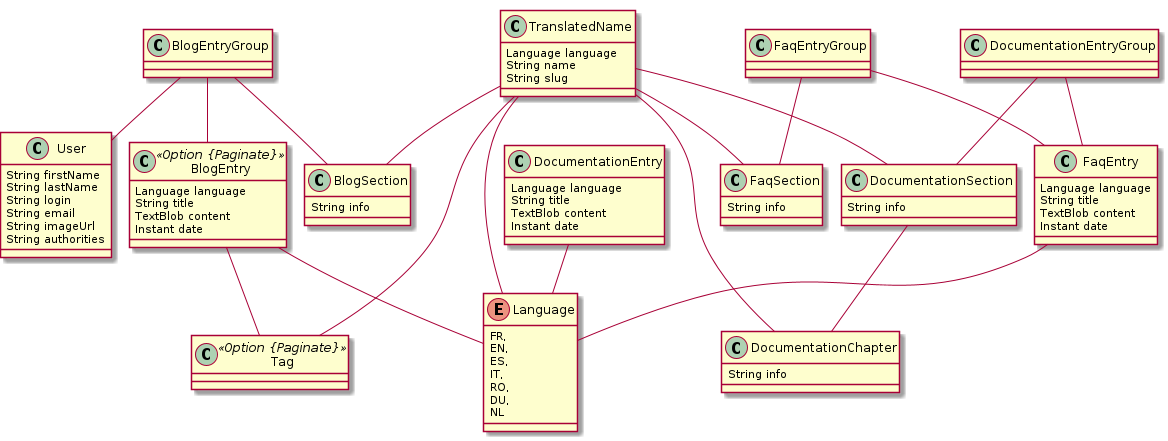 C BlogEntryGroup
C TranslatedName
Language language
String name
String slug
C FaqEntryGroup
C DocumentationEntryGroup
C User
String firstName
String lastName
String login
String email
String imageUrl
String authorities
C «Option {Paginate}»
BlogEntry
Language language
String title
TextBlob content
Instant date
C BlogSection
String info
C DocumentationEntry
Language language
String title
TextBlob content
Instant date
C FaqSection
String info
C DocumentationSection
String info
C FaqEntry
Language language
String title
TextBlob content
Instant date
C «Option {Paginate}»
Tag
E Language
FR,
EN,
ES,
IT,
RO,
DU,
NL
C DocumentationChapter
String info